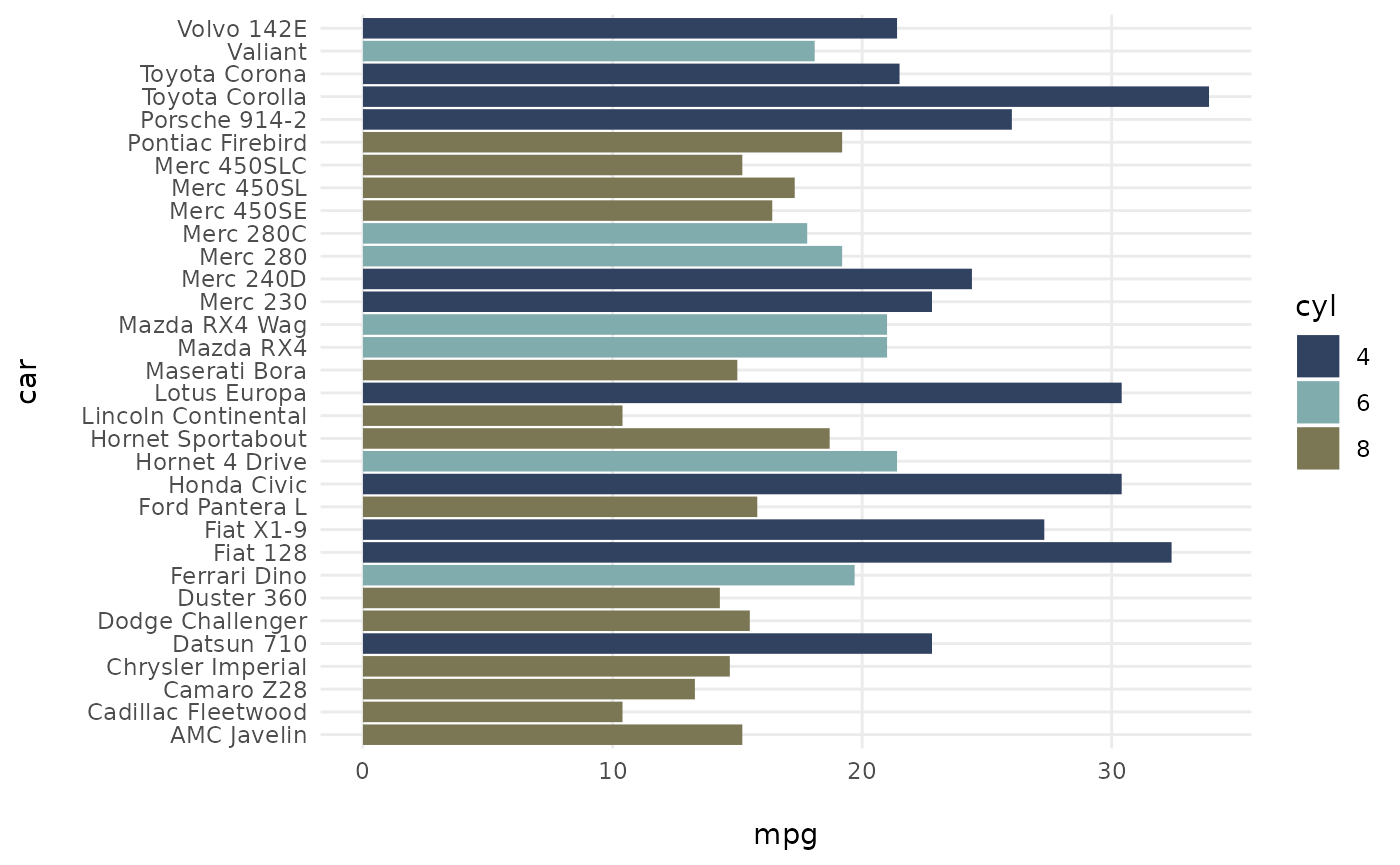 Volvo 142E
Valiant
Toyota Corona
Toyota Corolla
Porsche 914-2
Pontiac Firebird
Merc 450SLC
Merc 450SL
Merc 450SE
Merc 280C
Merc 280
Merc 240D
Merc 230
Mazda RX4 Wag
Mazda RX4
Maserati Bora
Lotus Europa
Lincoln Continental
Hornet Sportabout
Hornet 4 Drive
Honda Civic
Ford Pantera L
Fiat X1-9
Fiat 128
Ferrari Dino
Duster 360
Dodge Challenger
Datsun 710
Chrysler Imperial
Camaro Z28
Cadillac Fleetwood
AMC Javelin
car
0 10 20 30
mpg
cyl
4
6
8